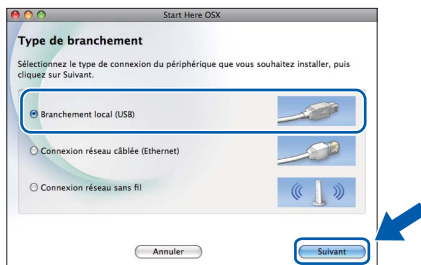 Start Here OSX
Type de branchement
Sélectionnez le type de connexion du périphérique que vous souhaitez installer, puis
cliquez sur Suivant.
Branchement local (USB)
Connexion réseau câblée (Ethernet)
Connexion réseau sans fil
Annuler
Suivant